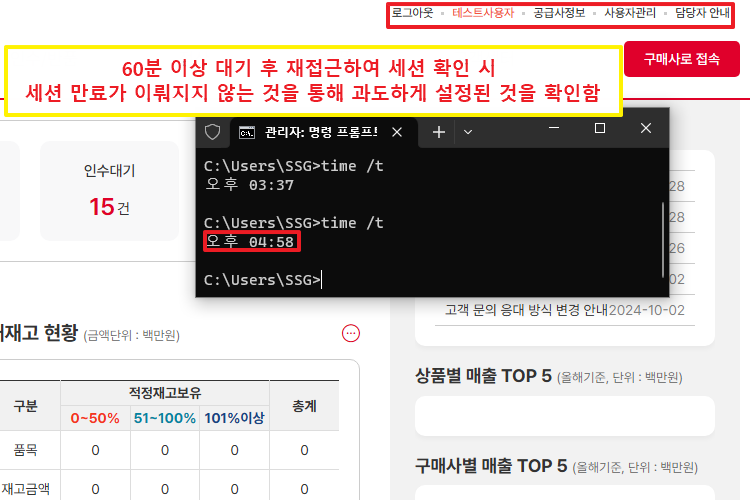 로그아웃 테스트사용자 공급사정보 사용자관리 담당자 안내
구매사로 접속
60분 이상 대기 후 재접근하여 세션 확인 시
세션 만료가 이뤄지지 않는 것을 통해 과도하게 설정된 것을 확인함
관리자: 명령 프롬프!
C:\Users\SSG>time /t
오후 03:37
C:\Users\SSG>time /t
오후 04:58
C:\Users\SSG>
인수대기
15건
28
28
26
02
고객 문의 응대 방식 변경 안내2024-10-02
재고 현황 (금액단위 : 백만원)
구분 적정재고보유 총계
0~50% 51~100% 101%이상
품목 0 0 0 0
재고금액 0 0 0 0
상품별 매출 TOP 5 (올해기준, 단위 : 백만원)
구매사별 매출 TOP 5 (올해기준, 단위 : 백만원)